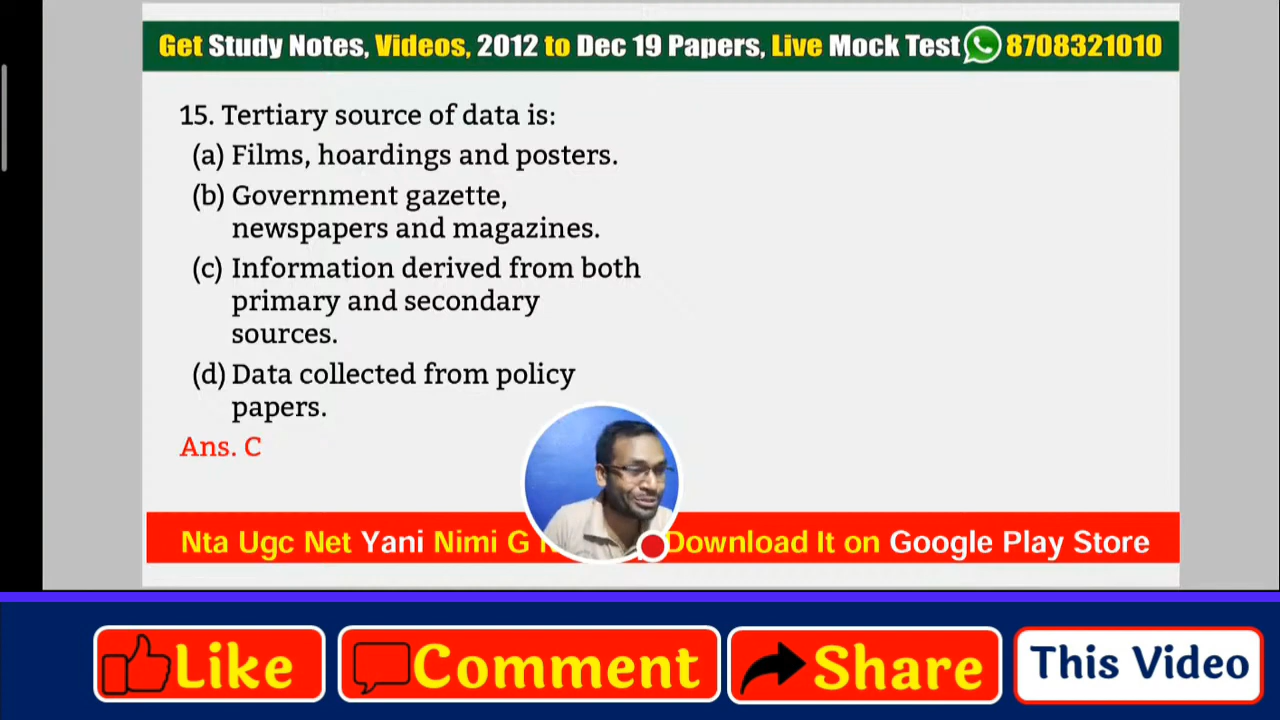 Get Study Notes, Videos, 2012 to Dec 19 Papers, Live Mock Test 8708321010
15. Tertiary source of data is:
(a) Films, hoardings and posters.
(b) Government gazette,
newspapers and magazines.
(c) Information derived from both
primary and secondary
sources.
(d) Data collected from policy
papers.
Ans. C
Nta Ugc Net Yani Nimi G Download It on Google Play Store
Like Comment Share This Video